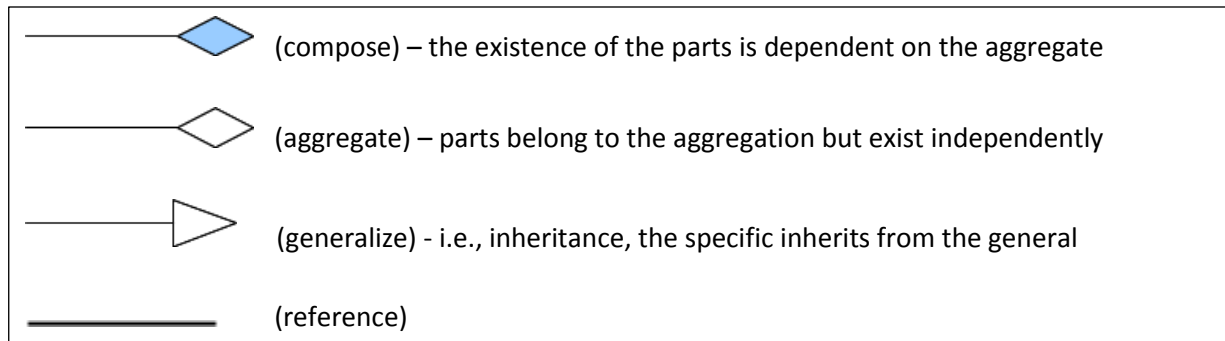 (compose) – the existence of the parts is dependent on the aggregate
(aggregate) – parts belong to the aggregation but exist independently
(generalize) - i.e., inheritance, the specific inherits from the general
(reference)